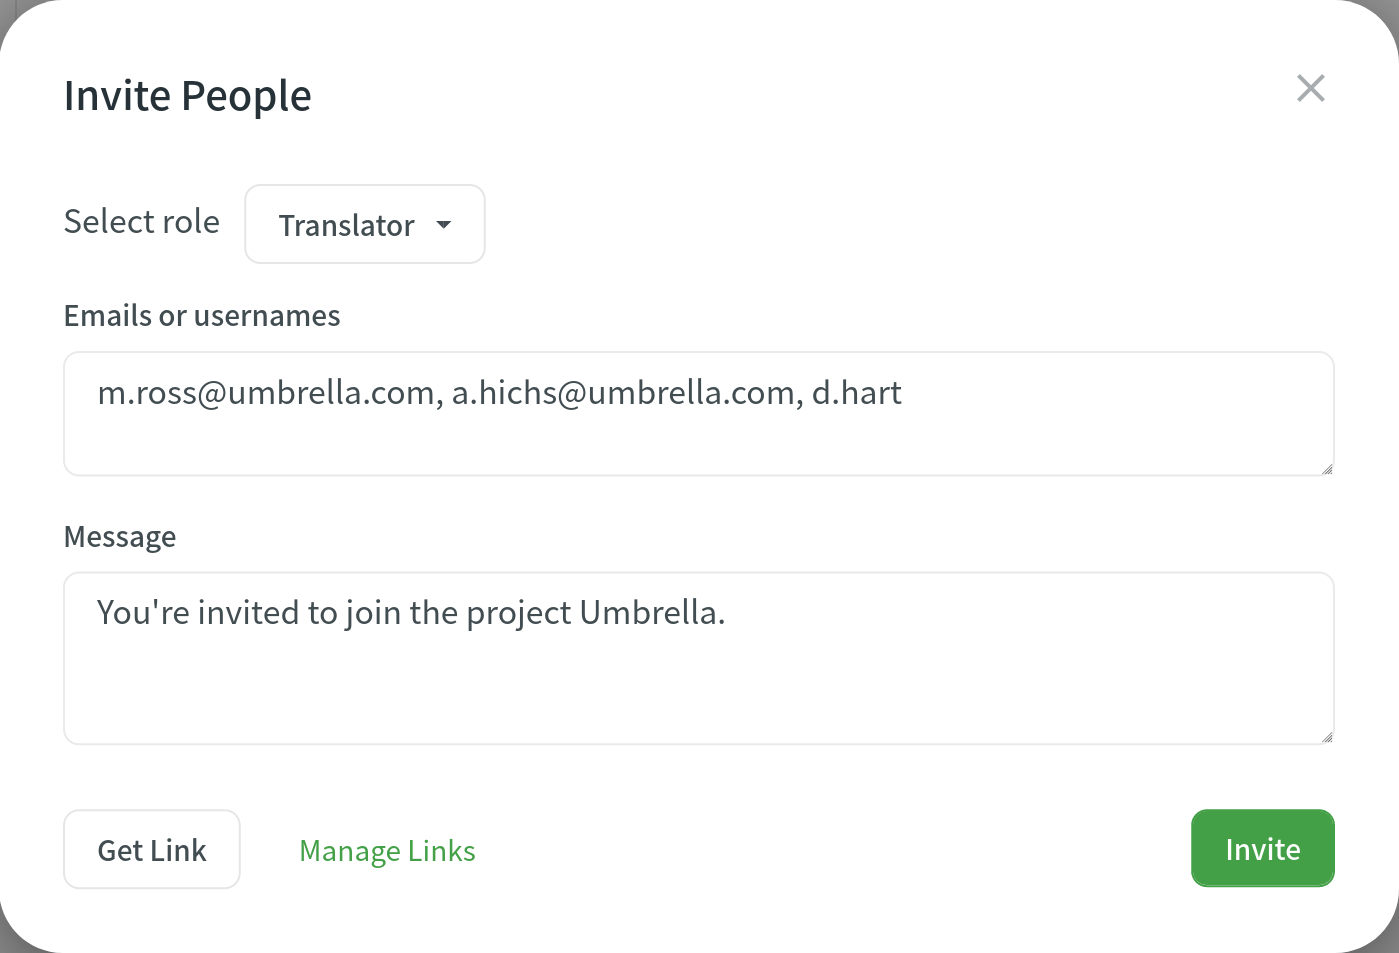 Invite People
Select role Translator
Emails or usernames
m.ross@umbrella.com, a.hichs@umbrella.com, d.hart
Message
You're invited to join the project Umbrella.
Get Link Manage Links Invite